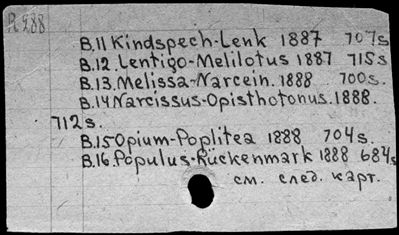 В.11 Kindspech-Lenk 1887 707s
В.12. Lentigo-Melilotus 1887 715s
В.13. Melissa-Narcein. 1888 700s.
В.14 Narcissus-Opisthotonus. 1888.
712s.
В.15 Opium-Poplitea 1888 704s.
В.16. Populus-Rückenmark 1888 684s.
см. след. карт.